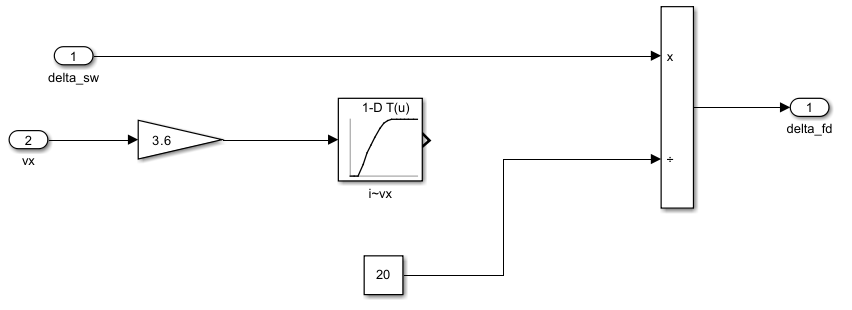 1
delta_sw
x
1-D T(u)
1
delta_fd
2
vx
3.6
i~vx
÷
20